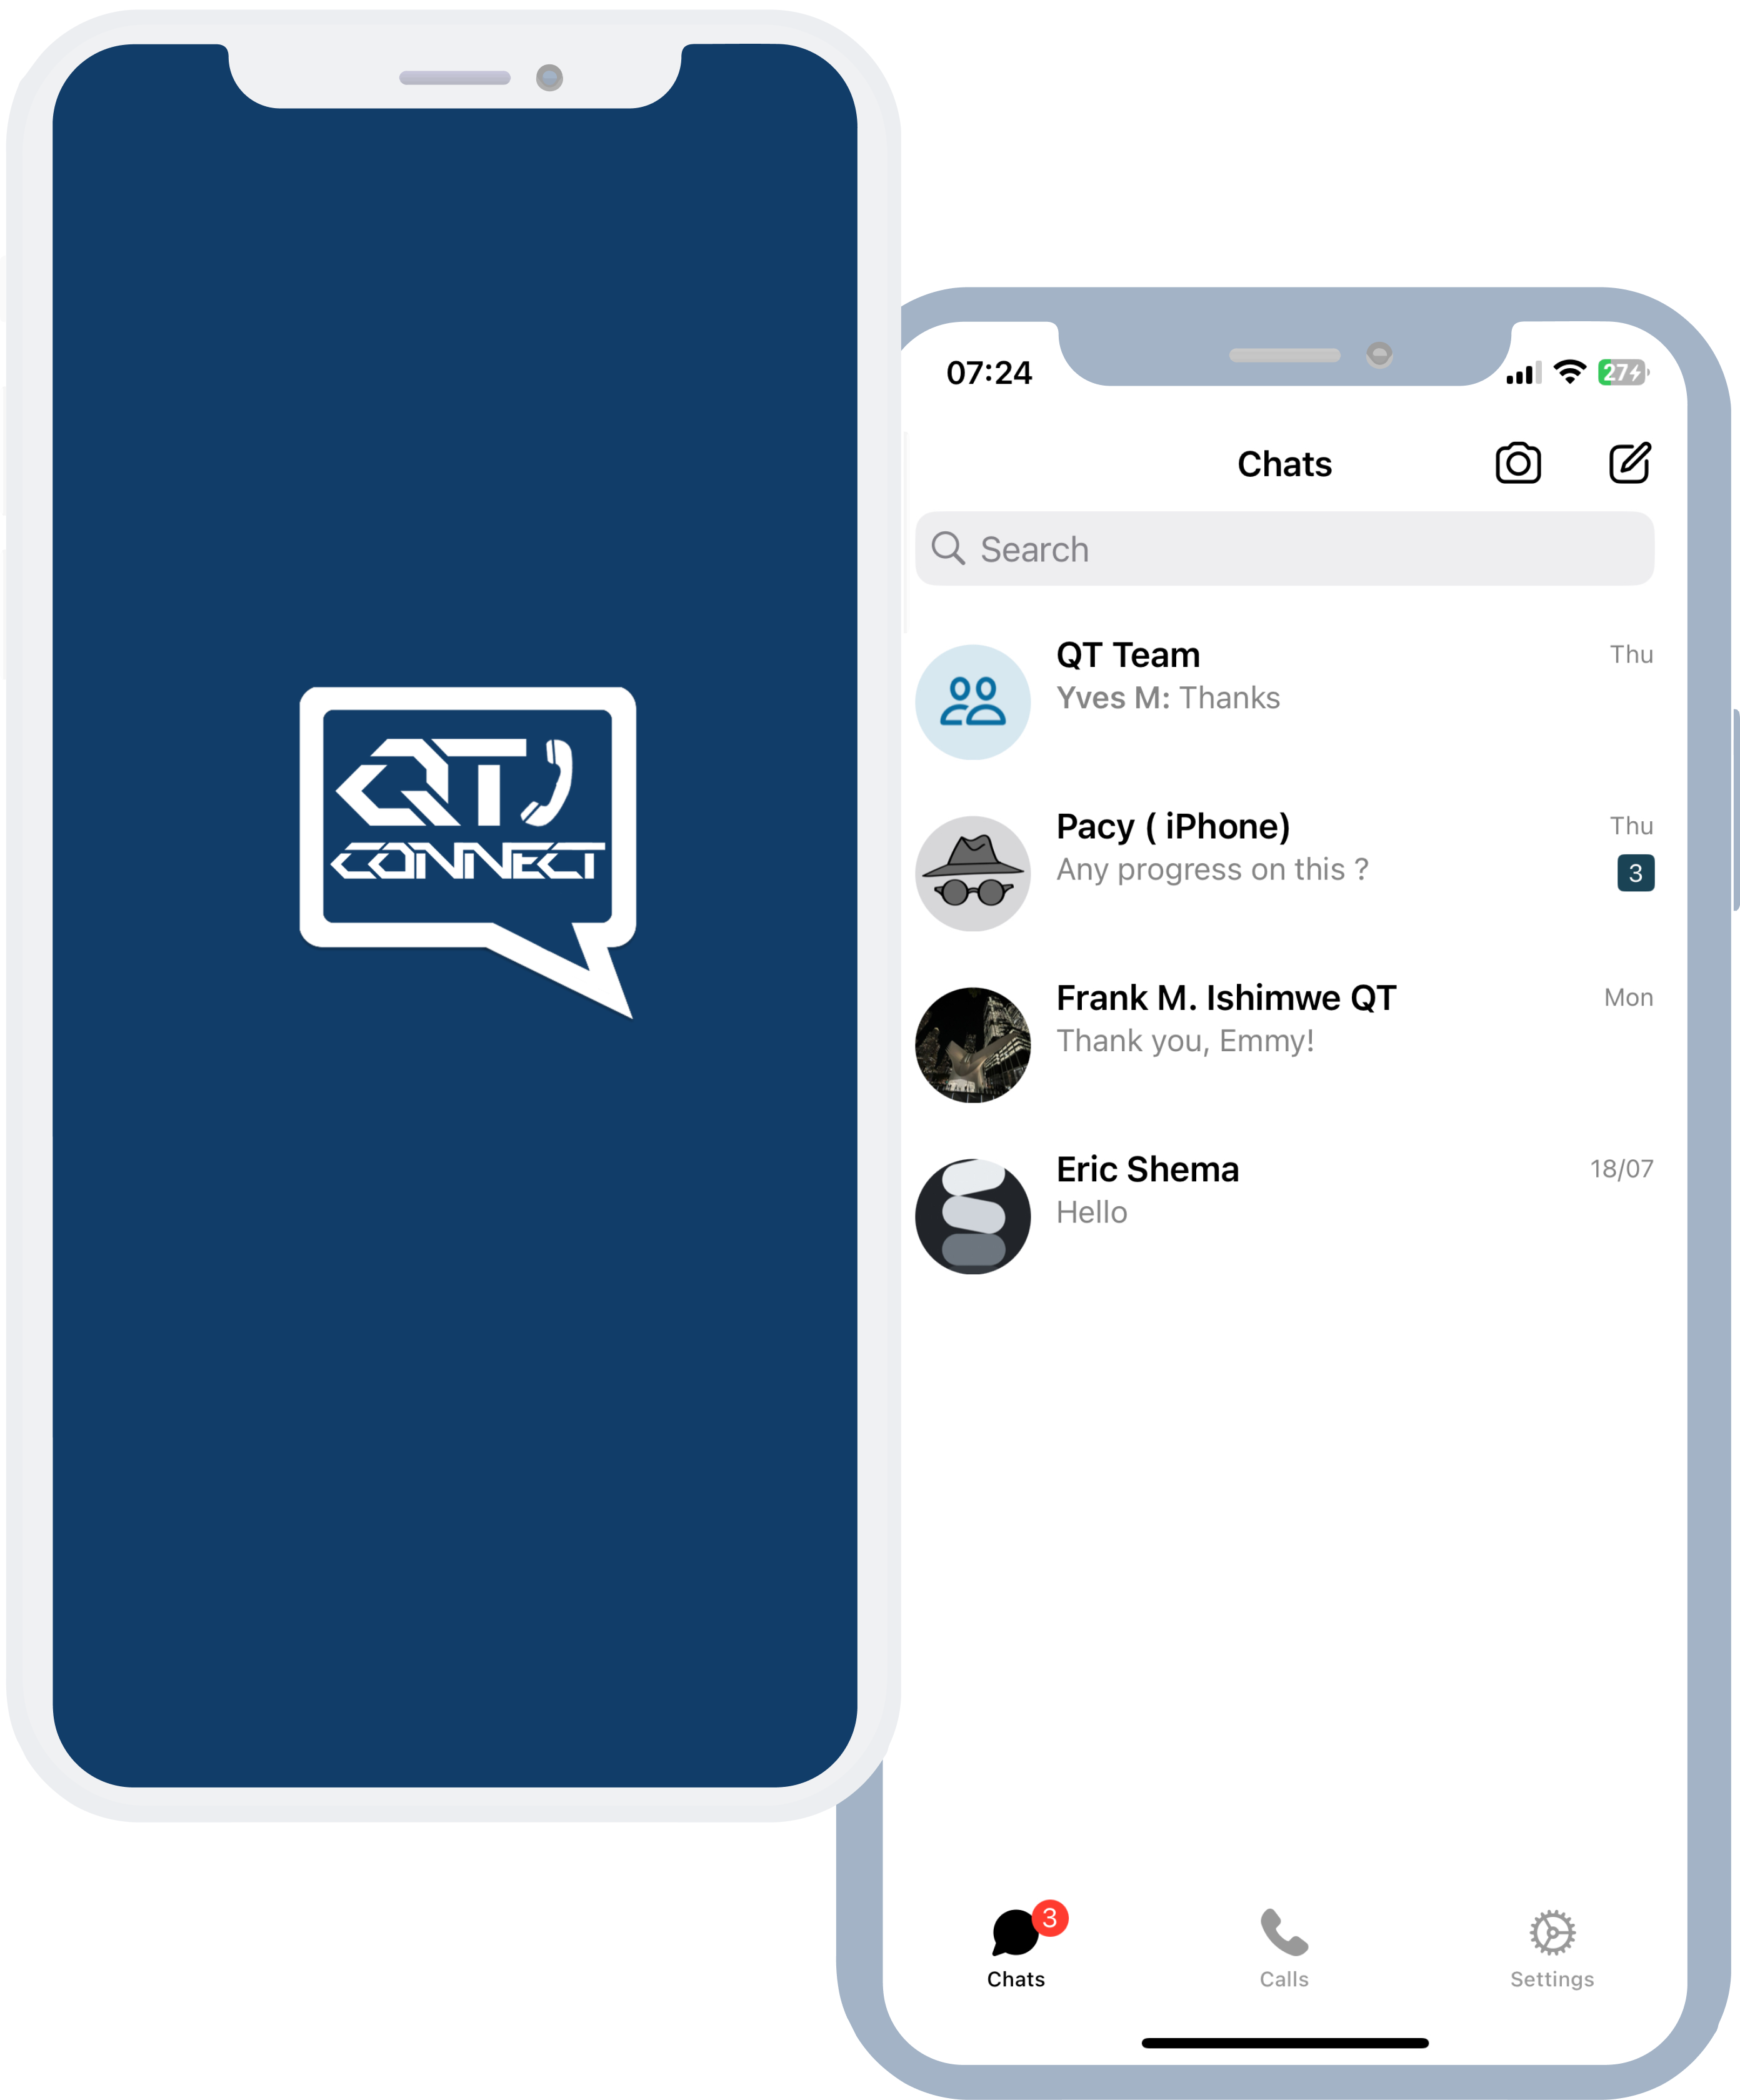 QT
CONNECT
07:24
27
Chats
Search
QT Team
Thu
Yves M: Thanks
Pacy ( iPhone)
Thu
Any progress on this ?
3
Frank M. Ishimwe QT
Mon
Thank you, Emmy!
Eric Shema
18/07
Hello
3
Chats
Calls
Settings